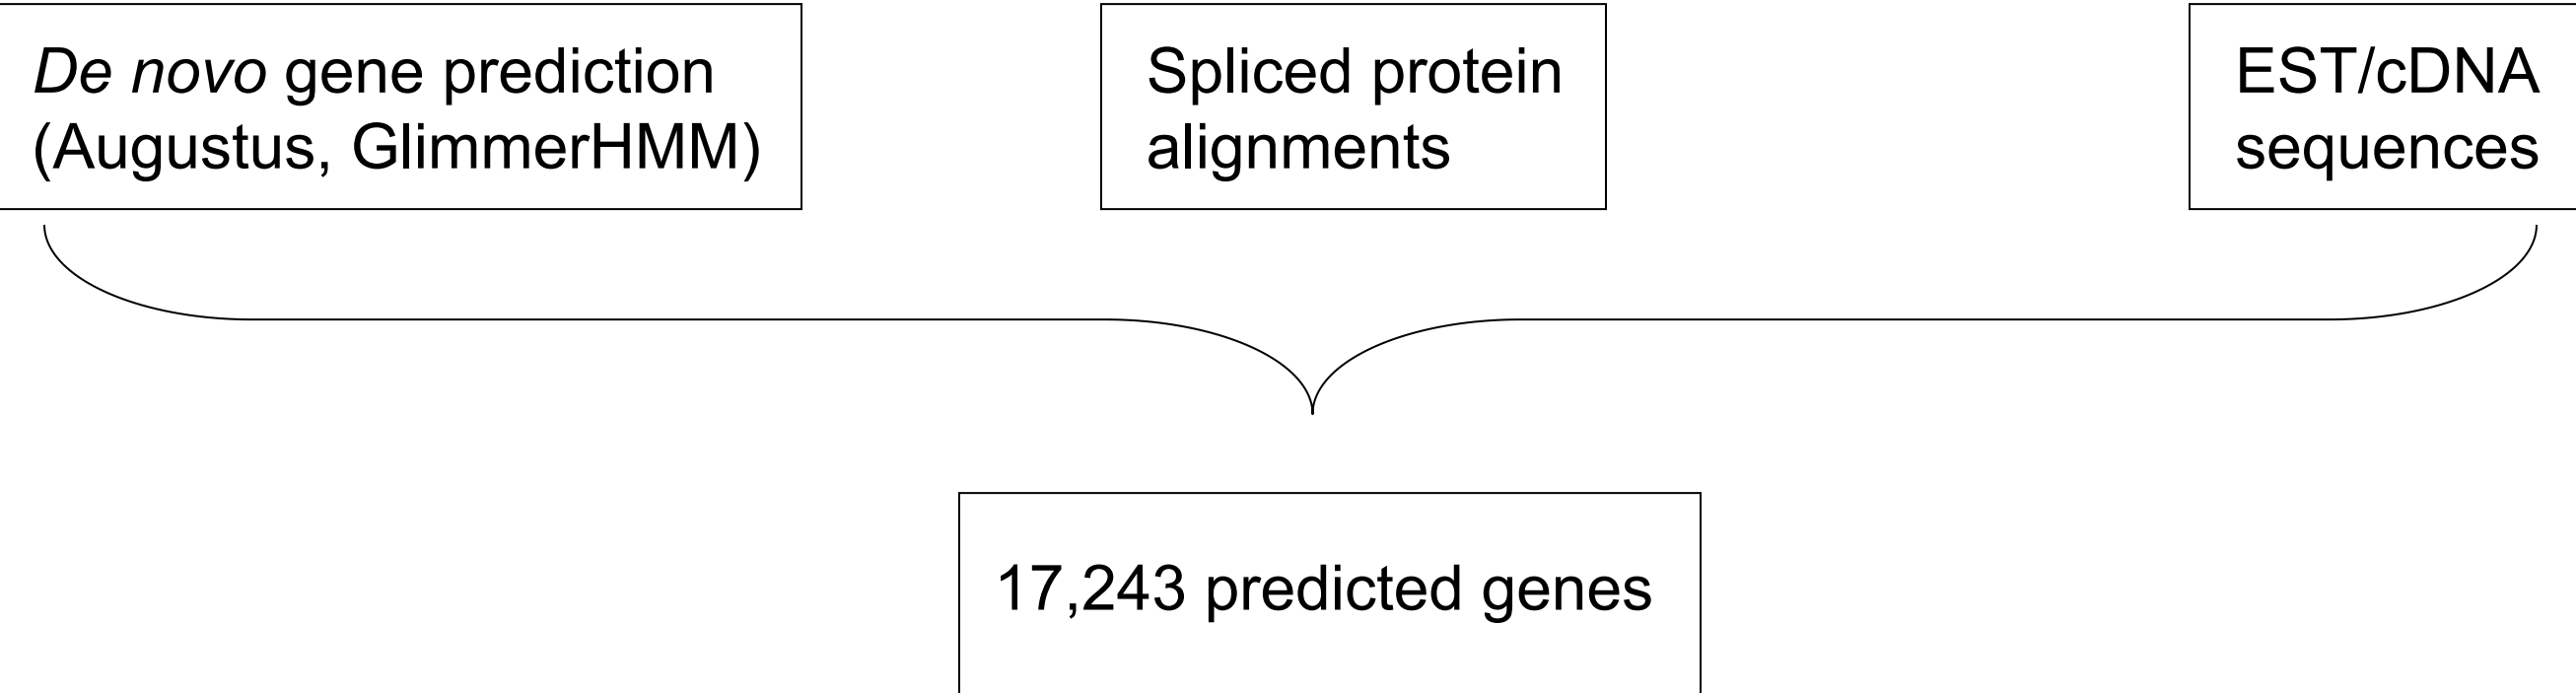 De novo gene prediction
(Augustus, GlimmerHMM)
Spliced protein
alignments
EST/cDNA
sequences
17,243 predicted genes